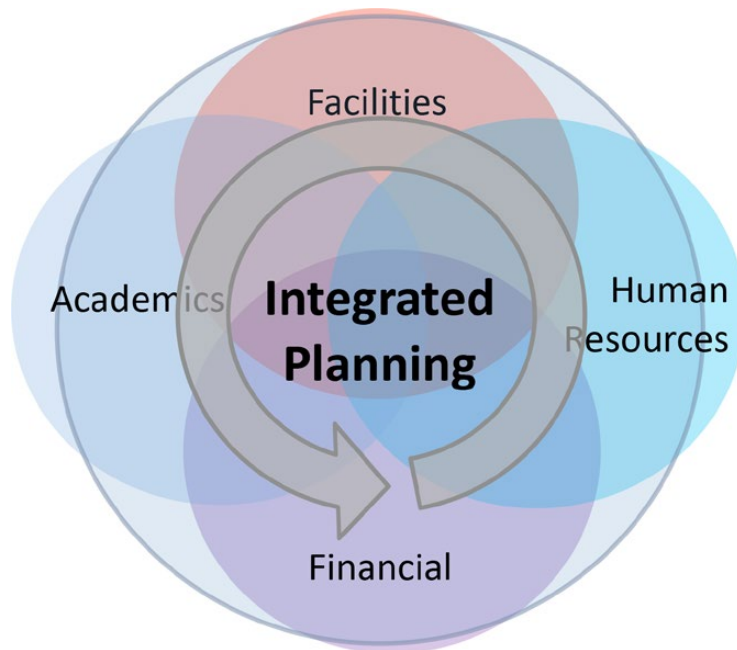 Facilities
Academics
Integrated
Planning
Human
Resources
Financial